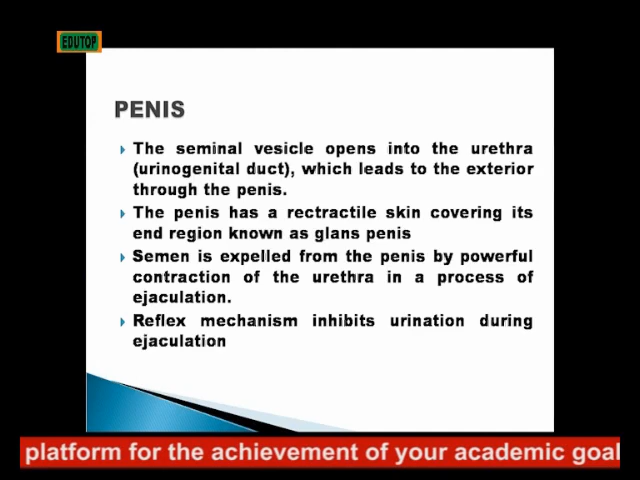 EDUTOP
PENIS
The seminal vesicle opens into the urethra
(urinogenital duct), which leads to the exterior
through the penis.
The penis has a rectractile skin covering its
end region known as glans penis
Semen is expelled from the penis by powerful
contraction of the urethra in a process of
ejaculation.
Reflex mechanism inhibits urination during
ejaculation
platform for the achievement of your academic goal